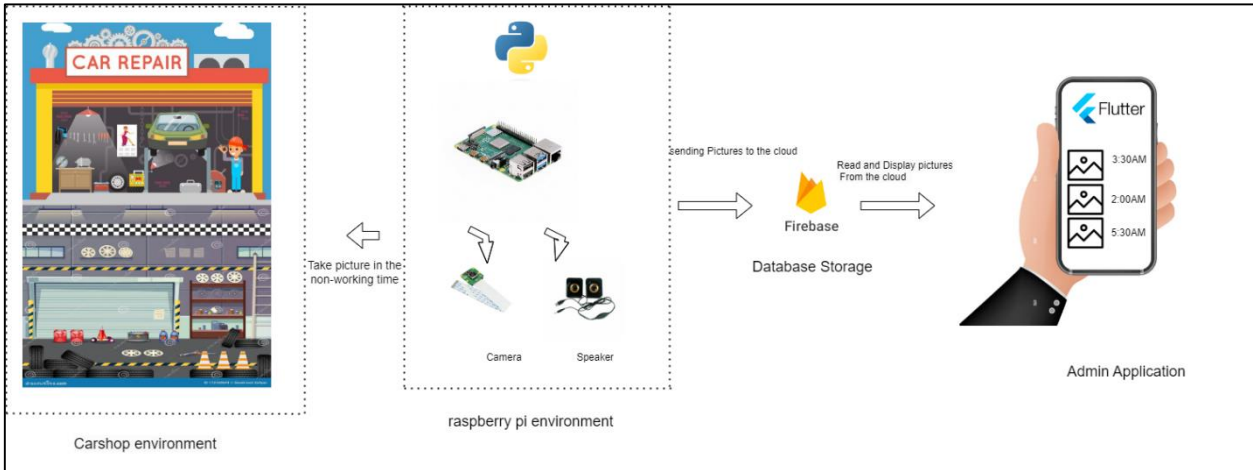 CAR REPAIR
Take picture in the
non-working time
Carshop environment
Camera
Speaker
raspberry pi environment
sending Pictures to the cloud
Firebase
Database Storage
Read and Display pictures
From the cloud
Flutter
3:30AM
2:00AM
5:30AM
Admin Application